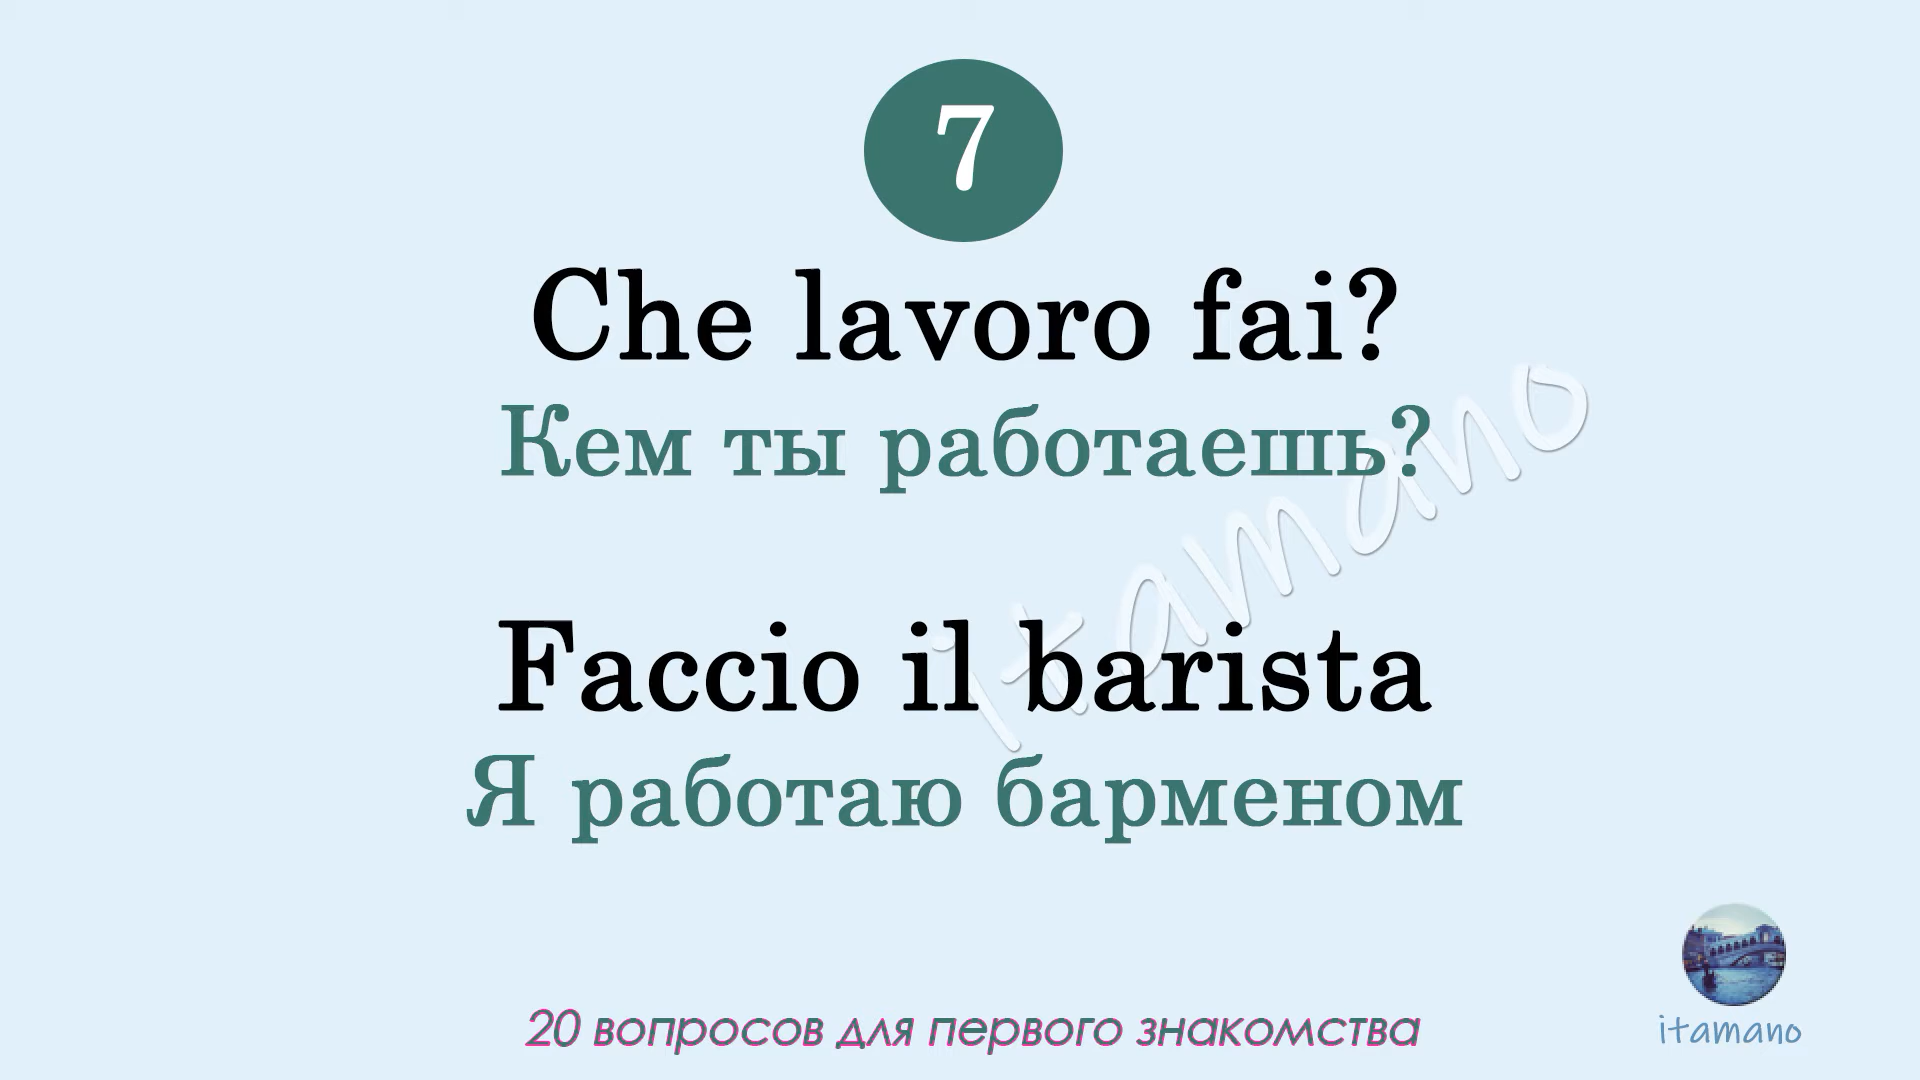 7
Che lavoro fai?
Кем ты работаешь?
itamano
Faccio il barista
Я работаю барменом
20 вопросов для первого знакомства
itamano